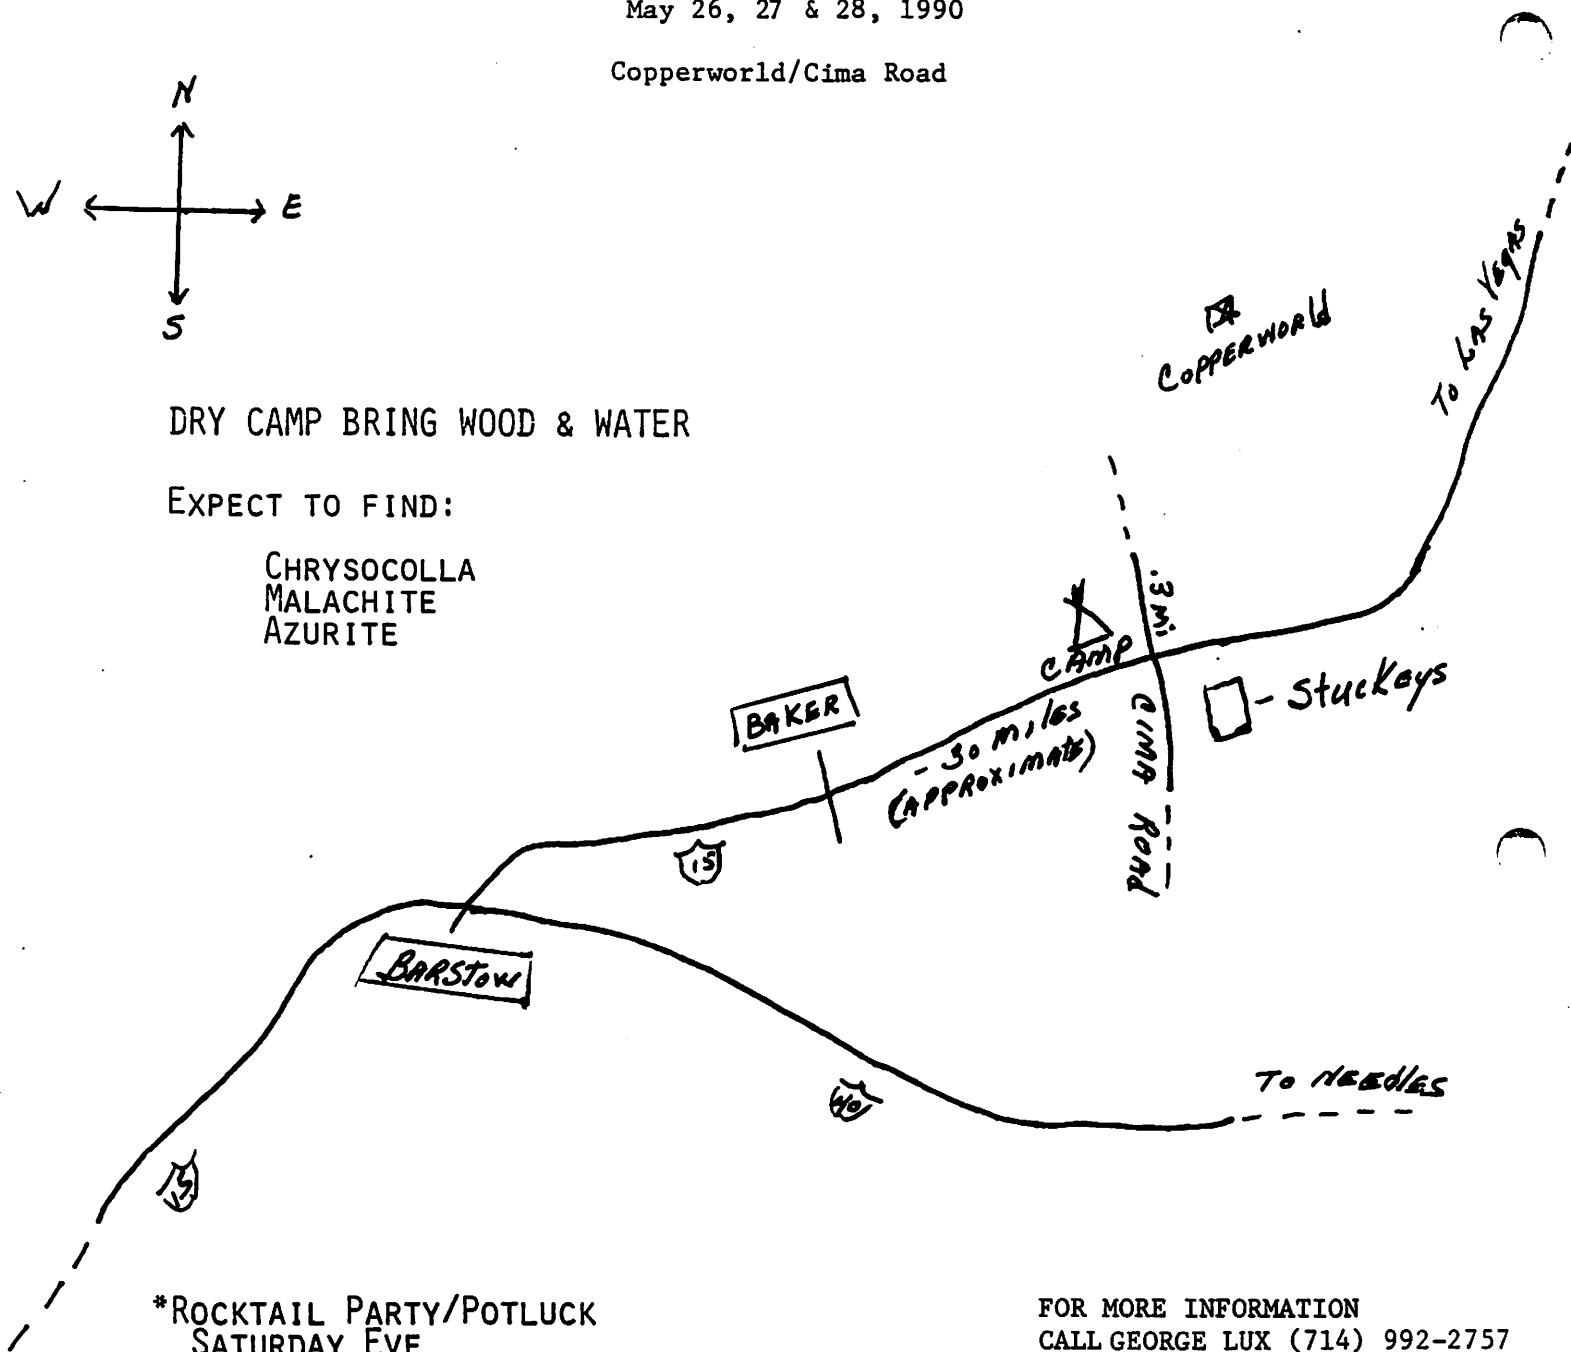 May 26, 27 & 28, 1990
Copperworld/Cima Road
N
W
E
S
TO LAS VEGAS
COPPERWORLD
DRY CAMP BRING WOOD & WATER
EXPECT TO FIND:
CHRYSOCOLLA
MALACHITE
AZURITE
.3 Mi
CAMP
BAKER
- 30 MILES
(APPROXIMATE)
CIMA ROAD
- StucKeys
15
BARSTOW
40
TO NEEDLES
15
*ROCKTAIL PARTY/POTLUCK
SATURDAY EVE
FOR MORE INFORMATION
CALL GEORGE LUX (714) 992-2757